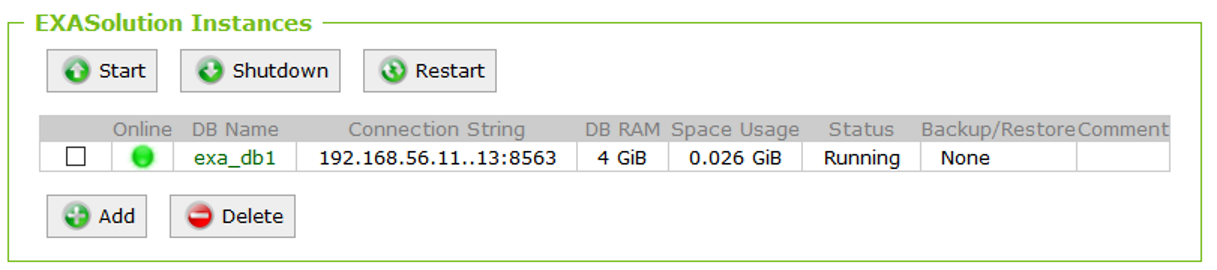 EXASolution Instances
Start Shutdown Restart
Online DB Name Connection String DB RAM Space Usage Status Backup/Restore Comment
exa_db1 192.168.56.11..13:8563 4 GiB 0.026 GiB Running None
Add Delete